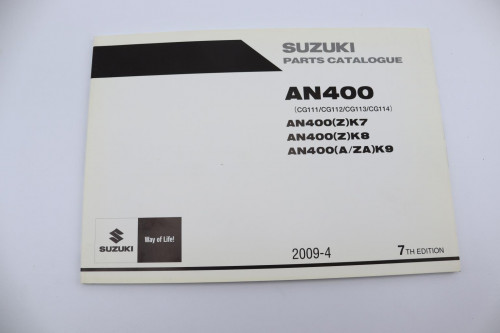 SUZUKI
PARTS CATALOGUE
AN400
(CG111/CG112/CG113/CG114)
AN400(Z)K7
AN400(Z)K8
AN400(A/ZA)K9
SUZUKI
Way of Life!
2009-4
7TH EDITION